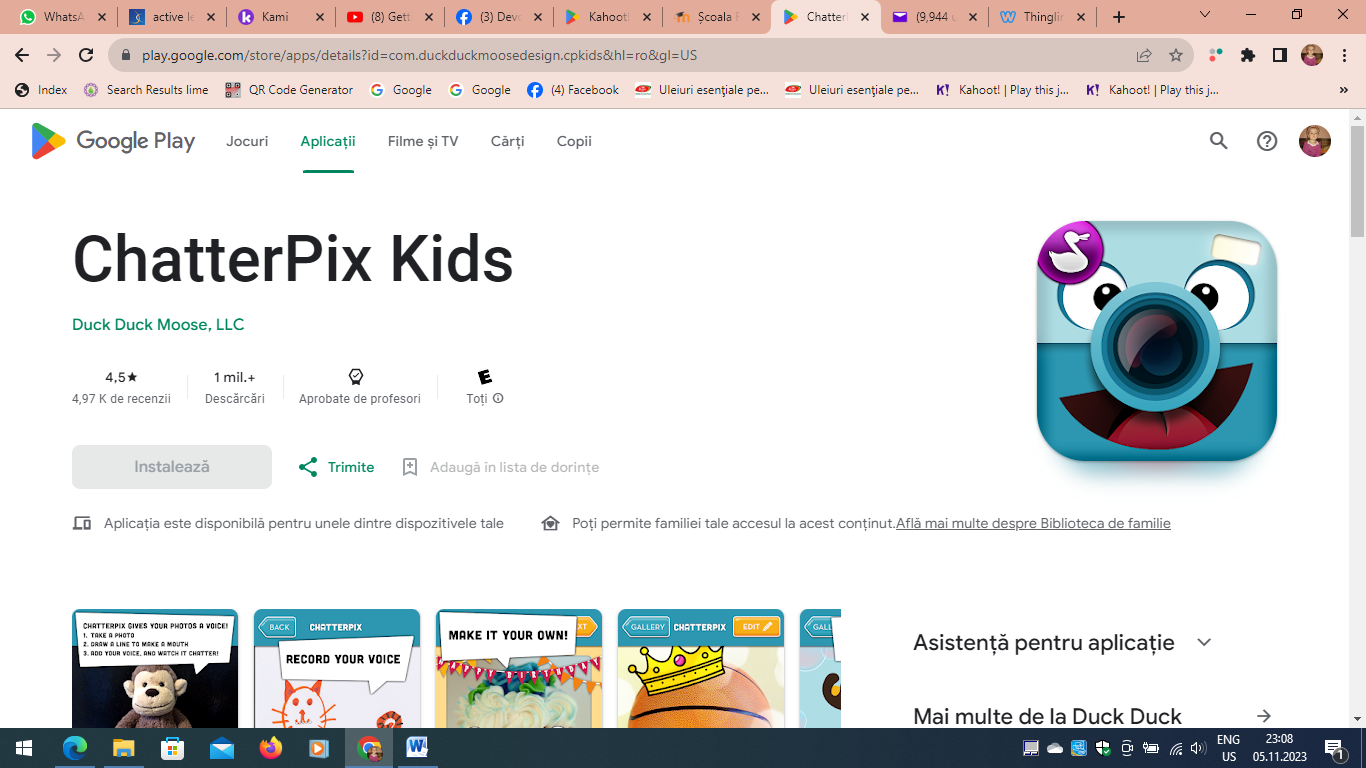 WhatsA
active le
Kami
(8) Gett
(3) Devo
Kahoot!
Școala
Chatterl
(9,944 u
Thinglin
play.google.com/store/apps/details?id=com.duckduckmoosedesign.cpkids&hl=ro&gl=US
Index
Search Results lime
QR Code Generator
Google
Google
(4) Facebook
Uleiuri esențiale pe...
Uleiuri esențiale pe...
Kahoot! | Play this j...
Kahoot! | Play this j...
»
Google Play
Jocuri
Aplicații
Filme și TV
Cărți
Copii
ChatterPix Kids
Duck Duck Moose, LLC
4,5★
4,97 K de recenzii
1 mil.+
Descărcări
Aprobate de profesori
E
Toți
Instalează
Trimite
Adaugă în lista de dorințe
Aplicația este disponibilă pentru unele dintre dispozitivele tale
Poți permite familiei tale accesul la acest conținut.Află mai multe despre Biblioteca de familie
CHATTERPIX GIVES YOUR PHOTOS A VOICE!
1. TAKE A PHOTO
2. DRAW A LINE TO MAKE A MOUTH
3. ADD YOUR VOICE, AND WATCH IT CHATTER!
BACK
CHATTERPIX
RECORD YOUR VOICE
XT
MAKE IT YOUR OWN!
GALLERY
CHATTERPIX
EDIT
GALL
Asistență pentru aplicație
Mai multe de la Duck Duck
ENG
US
23:08
05.11.2023
1